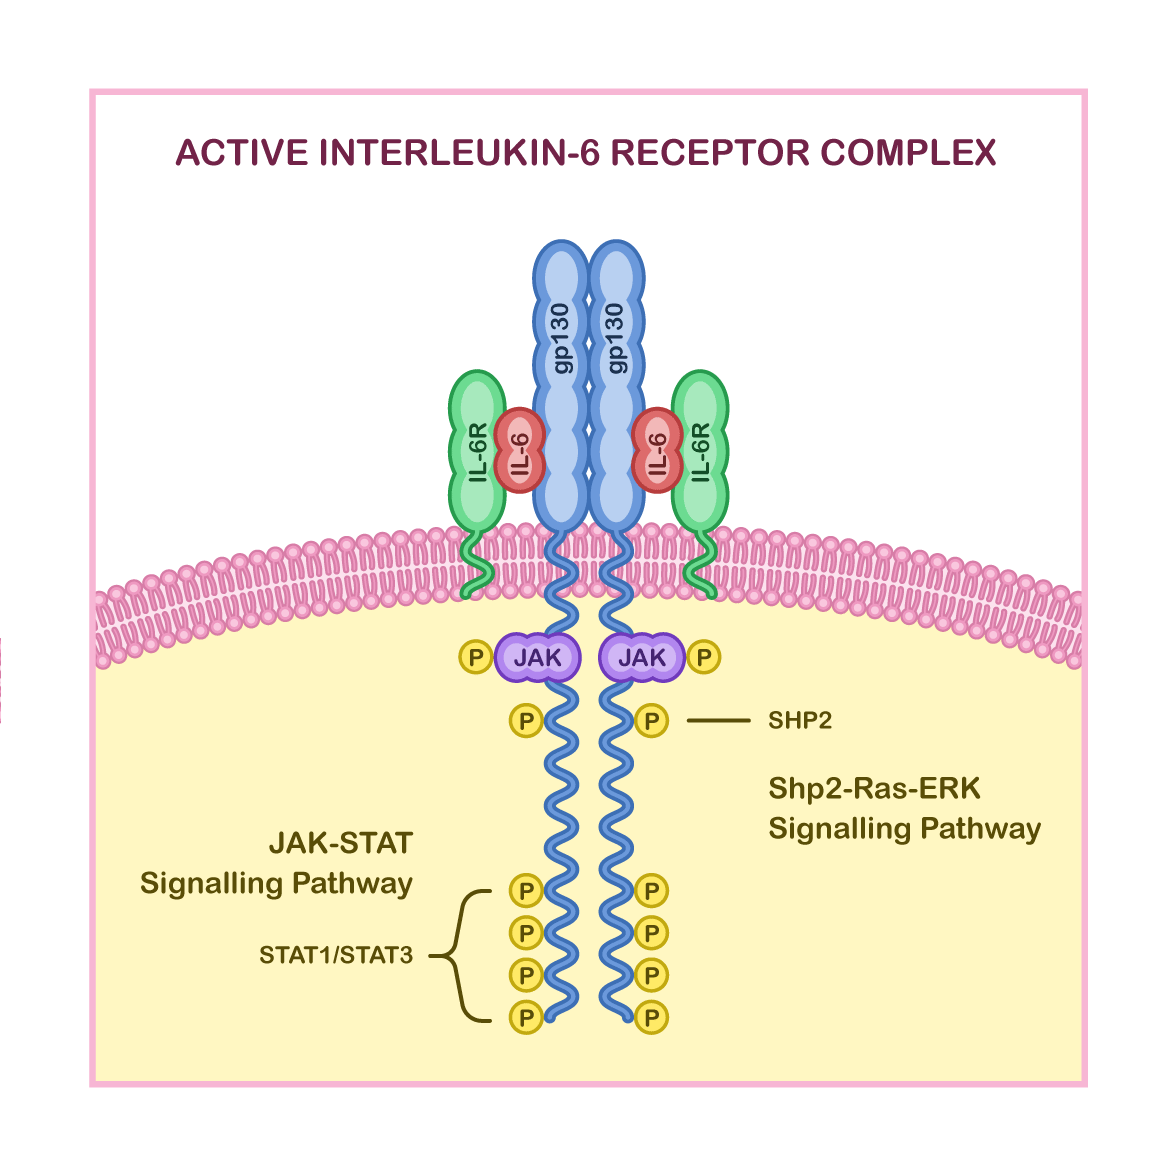 ACTIVE INTERLEUKIN-6 RECEPTOR COMPLEX
gp130
gp130
IL-6R
IL-6
IL-6
IL-6R
P
JAK
JAK
P
P
P
SHP2
Shp2-Ras-ERK
Signalling Pathway
JAK-STAT
Signalling Pathway
STAT1/STAT3
P
P
P
P
P
P
P
P